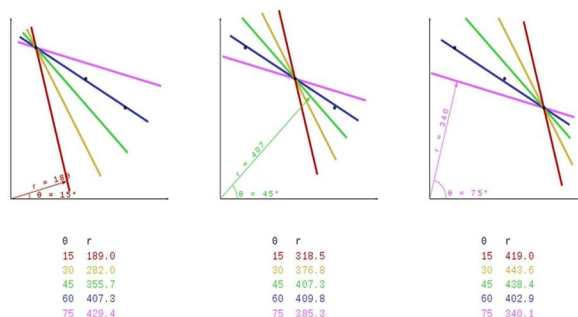 r = 189
θ = 15°
r = 407
θ = 45°
r = 340
θ = 75°
θ r
15 189.0
30 282.0
45 355.7
60 407.3
75 429.4
θ r
15 318.5
30 376.8
45 407.3
60 409.8
75 385.3
θ r
15 419.0
30 443.6
45 438.4
60 402.9
75 340.1